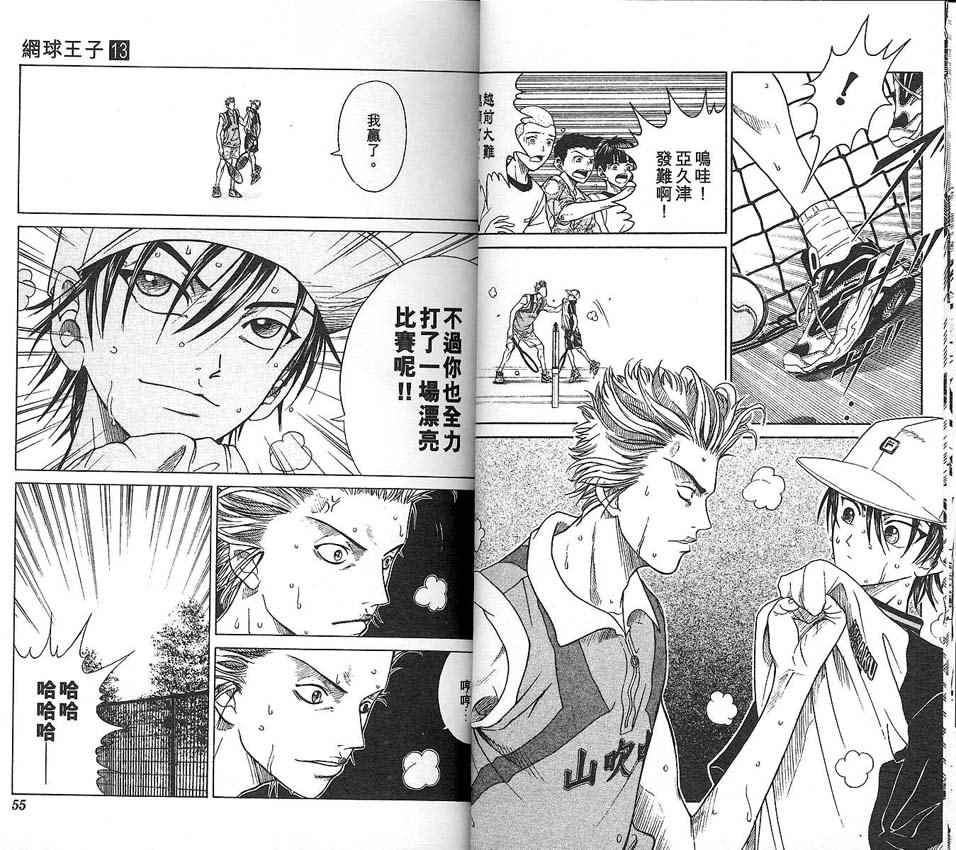 網球王子 13
！
嗚哇！
亞久津
發難啊！
越前大難
山吹中
我贏了。
不過你也全力
打了一場漂亮
比賽呢!!
哼
哈哈
哈哈哈
55